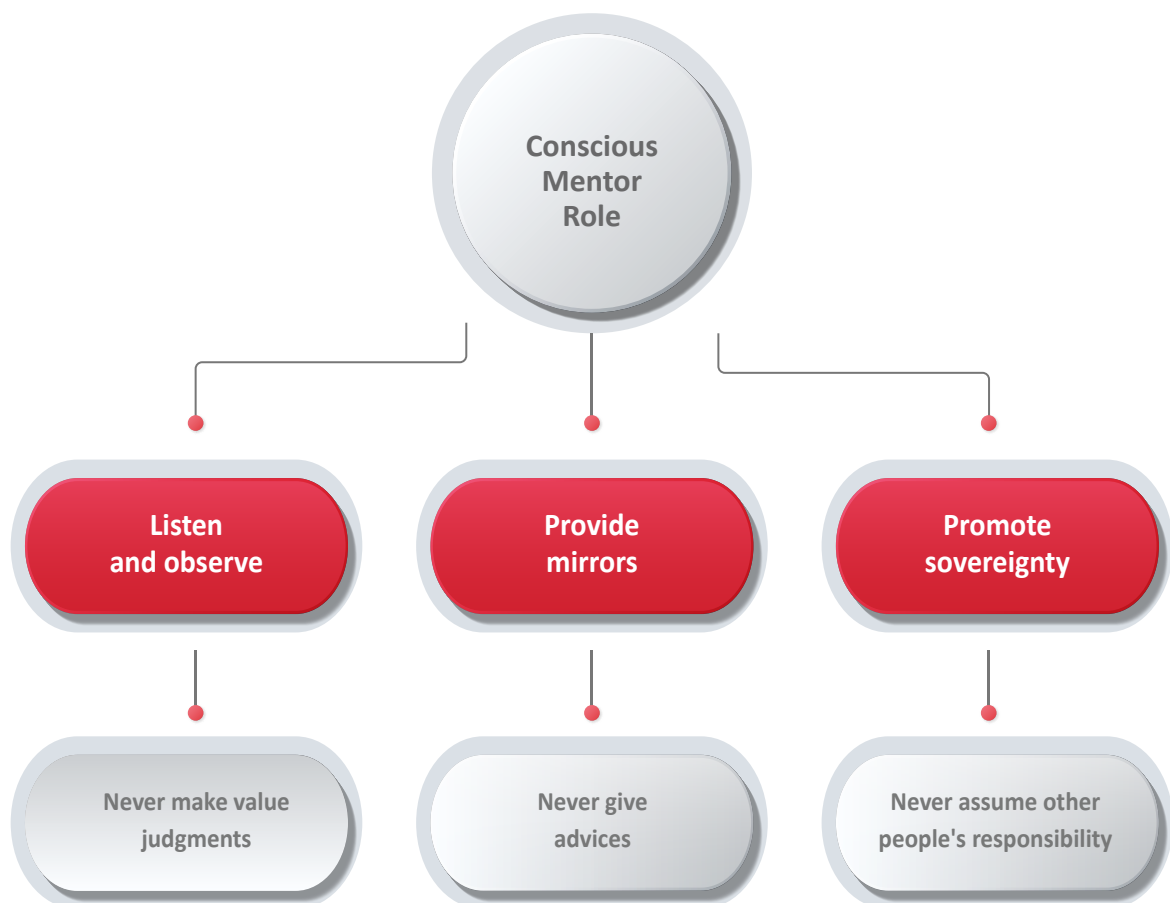 Conscious
Mentor
Role
Listen
and observe
Provide
mirrors
Promote
sovereignty
Never make value
judgments
Never give
advices
Never assume other
people's responsibility